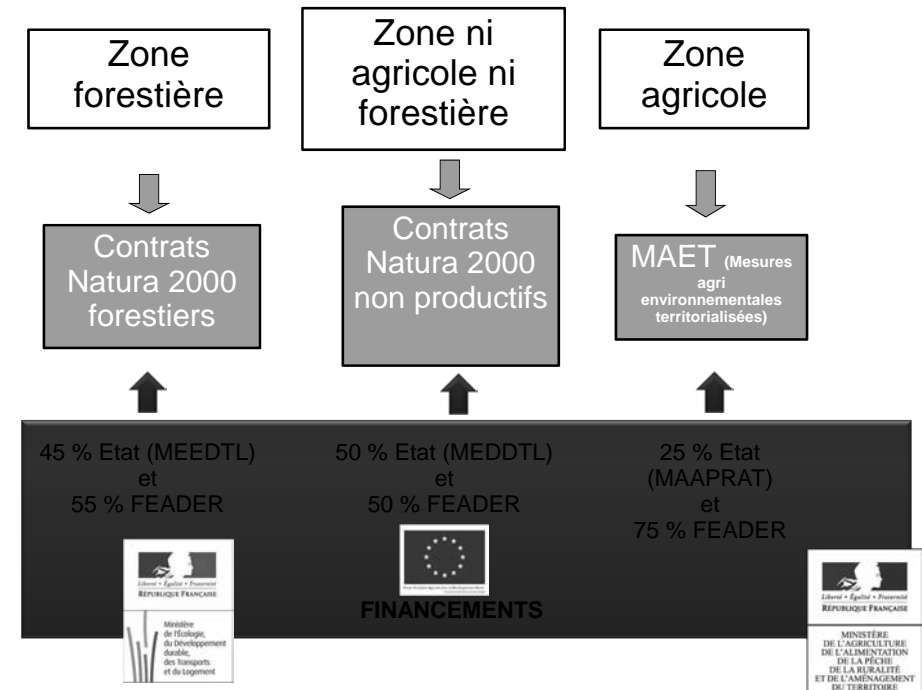 Zone
forestière
Zone ni
agricole ni
forestière
Zone
agricole
Contrats
Natura 2000
forestiers
Contrats
Natura 2000
non productifs
MAET (Mesures
agri
environnementales
territorialisées)
45 % Etat (MEEDTL)
et
55 % FEADER
50 % Etat (MEDDTL)
et
50 % FEADER
25 % Etat
(MAAPRAT)
et
75 % FEADER
FINANCEMENTS
Liberté • Égalité • Fraternité
RÉPUBLIQUE FRANÇAISE
Ministère
de l'Écologie,
du Développement
durable,
des Transports
et du Logement
Liberté • Égalité • Fraternité
RÉPUBLIQUE FRANÇAISE
MINISTÈRE
DE L'AGRICULTURE
DE L'ALIMENTATION
DE LA PÊCHE
DE LA RURALITÉ
ET DE L'AMÉNAGEMENT
DU TERRITOIRE